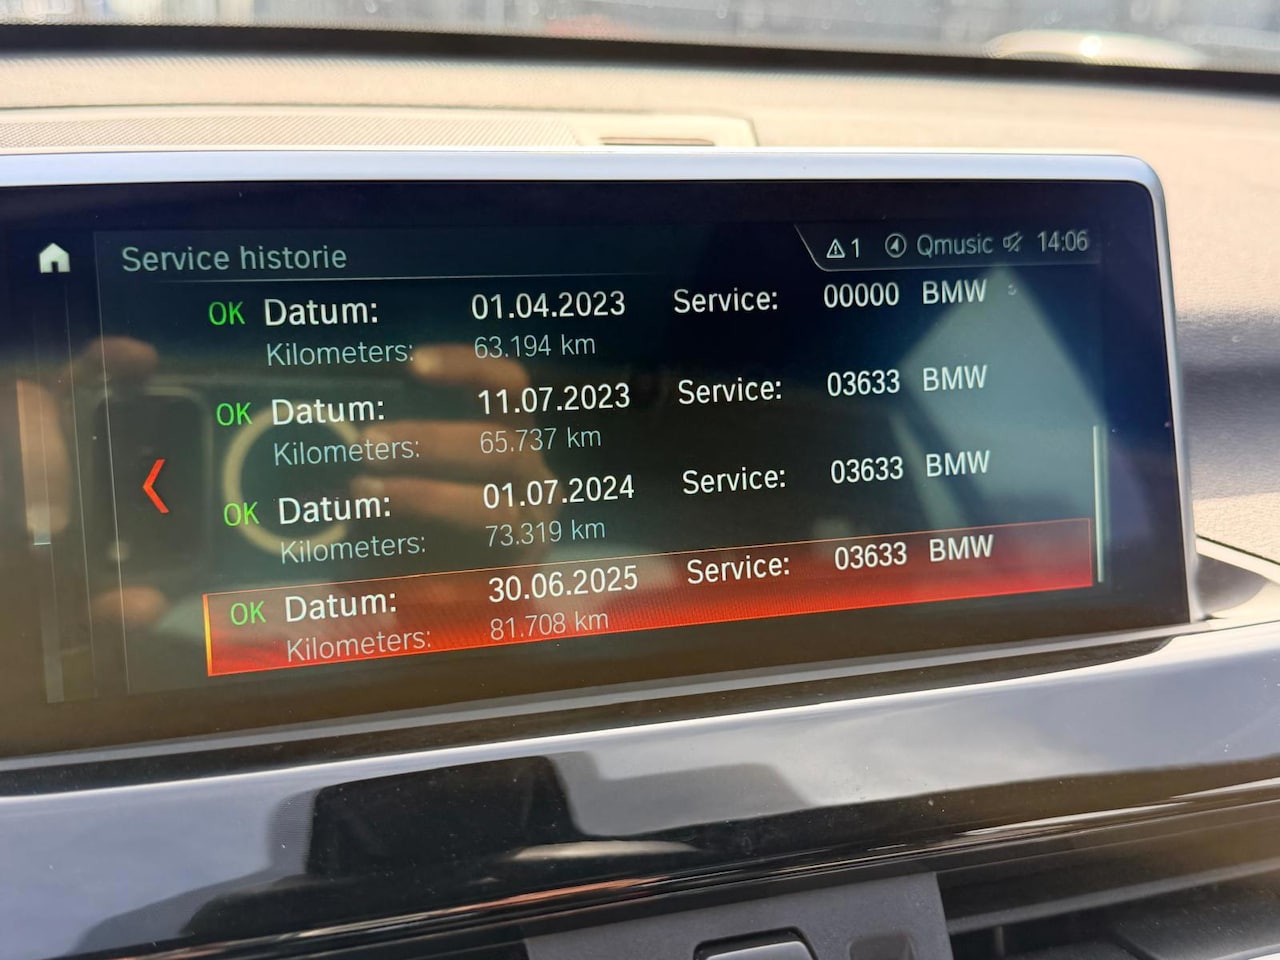 Service historie
1 Qmusic 14:06
OK Datum: 01.04.2023 Service: 00000 BMW
Kilometers: 63.194 km
OK Datum: 11.07.2023 Service: 03633 BMW
Kilometers: 65.737 km
OK Datum: 01.07.2024 Service: 03633 BMW
Kilometers: 73.319 km
OK Datum: 30.06.2025 Service: 03633 BMW
Kilometers: 81.708 km